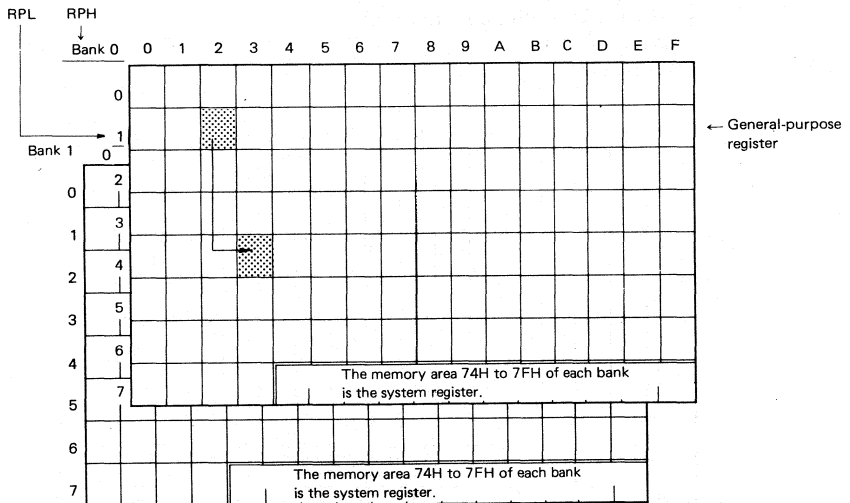 RPL RPH
Bank 0 0 1 2 3 4 5 6 7 8 9 A B C D E F
0
1 ← General-purpose
register
Bank 1 0
2
0
3
1
4
2
5
3
6
4
The memory area 74H to 7FH of each bank
7 is the system register.
5
6
The memory area 74H to 7FH of each bank
7 is the system register.